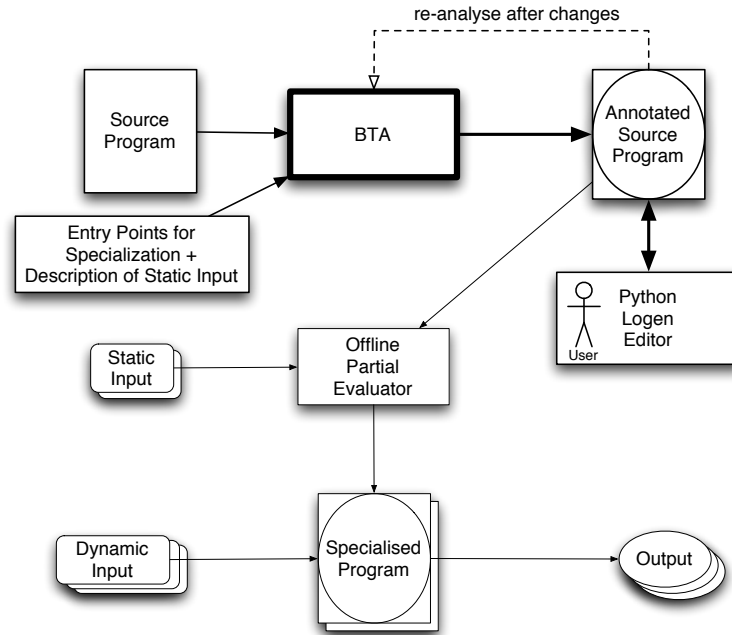 re-analyse after changes
Source
Program
BTA
Annotated
Source
Program
Entry Points for
Specialization +
Description of Static Input
Python
Logen
Editor
User
Offline
Partial
Evaluator
Static
Input
Dynamic
Input
Specialised
Program
Output